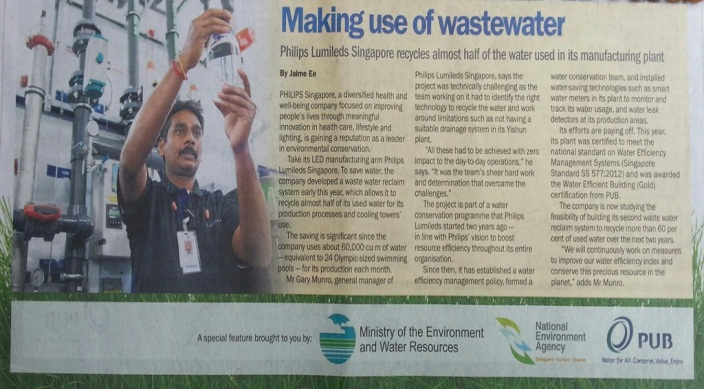 Making use of wastewater
Philips Lumileds Singapore recycles almost half of the water used in its manufacturing plant
By Jaime Ee
PHILIPS Singapore, a diversified health and
well-being company focused on improving
people's lives through meaningful
innovation in health care, lifestyle and
lighting, is gaining a reputation as a leader
in environmental conservation.
Take its LED manufacturing arm Philips
Lumileds Singapore. To save water, the
company developed a waste water reclaim
system early this year, which allows it to
recycle almost half of its used water for its
production processes and cooling towers'
use.
The saving is significant since the
company uses about 60,000 cu m of water
– equivalent to 24 Olympic-sized swimming
pools – for its production each month.
Mr Gary Munro, general manager of
Philips Lumileds Singapore, says the
project was technically challenging as the
team working on it had to identify the right
technology to recycle the water and work
around limitations such as not having a
suitable drainage system in its Yishun
plant.
"All these had to be achieved with zero
impact to the day-to-day operations," he
says. "It was the team's sheer hard work
and determination that overcame the
challenges."
The project is part of a water
conservation programme that Philips
Lumileds started two years ago –
in line with Philips' vision to boost
resource efficiency throughout its entire
organisation.
Since then, it has established a water
efficiency management policy, formed a
water conservation team, and installed
water-saving technologies such as smart
water meters in its plant to monitor and
track its water usage, and water leak
detectors at its production areas.
Its efforts are paying off. This year,
its plant was certified to meet the
national standard on Water Efficiency
Management Systems (Singapore
Standard SS 577:2012) and was awarded
the Water Efficient Building (Gold)
certification from PUB.
The company is now studying the
feasibility of building its second waste water
reclaim system to recycle more than 60 per
cent of used water over the next two years.
"We will continuously work on measures
to improve our water efficiency index and
conserve this precious resource in the
planet," adds Mr Munro.
A special feature brought to you by:
Ministry of the Environment
and Water Resources
National
Environment
Agency
Safeguard • Nurture • Cherish
PUB
Water for All: Conserve, Value, Enjoy